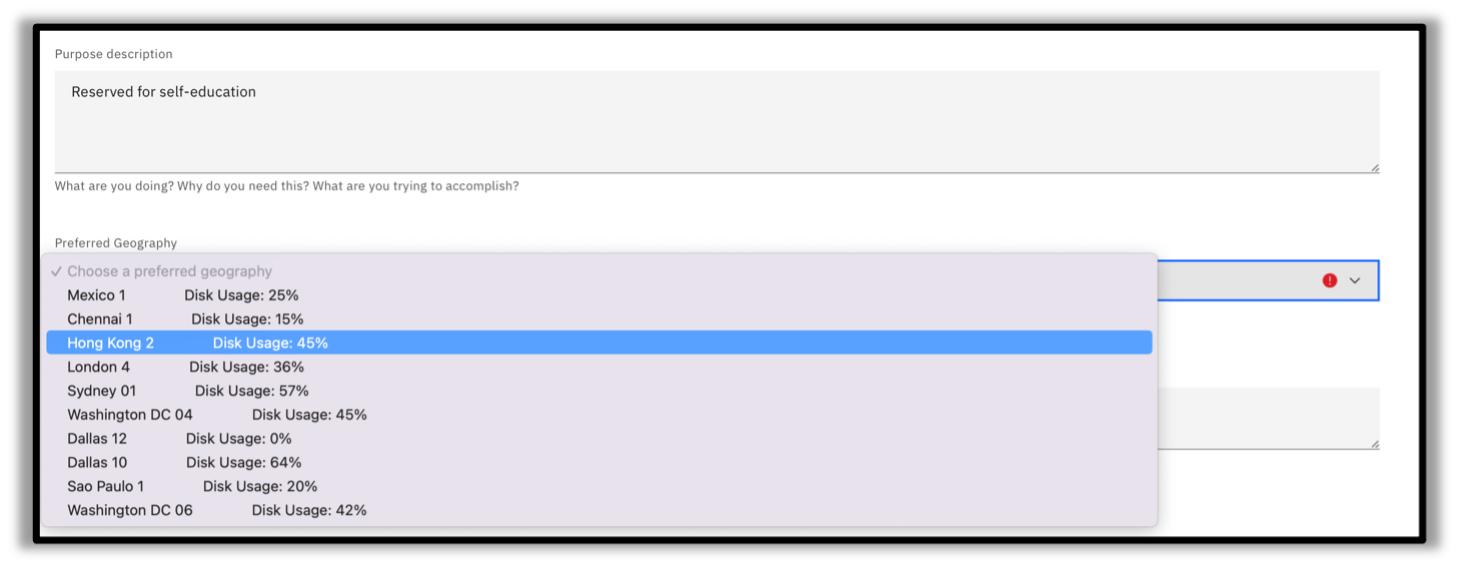 Purpose description
Reserved for self-education
What are you doing? Why do you need this? What are you trying to accomplish?
Preferred Geography
✓ Choose a preferred geography
Mexico 1 Disk Usage: 25%
Chennai 1 Disk Usage: 15%
Hong Kong 2 Disk Usage: 45%
London 4 Disk Usage: 36%
Sydney 01 Disk Usage: 57%
Washington DC 04 Disk Usage: 45%
Dallas 12 Disk Usage: 0%
Dallas 10 Disk Usage: 64%
Sao Paulo 1 Disk Usage: 20%
Washington DC 06 Disk Usage: 42%